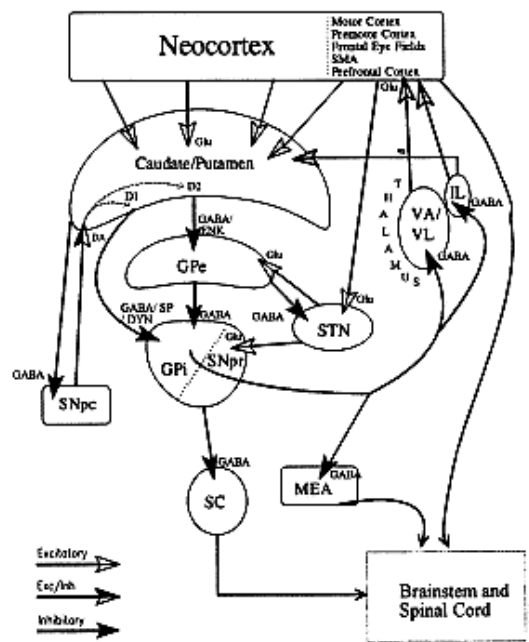 Neocortex
Motor Cortex
Premotor Cortex
Frontal Eye Fields
SMA
Prefrontal Cortex
Glu
Glu
Caudate/Putamen
D2
D1
DA
GABA/
ENK
GPe
Glu
GABA
GABA/ SP
DYN
GABA
Glu
STN
GPi
SNpr
Glu
THALAMUS
VA/
VL
IL
GABA
GABA
GABA
SNpc
GABA
SC
MEA
GABA
Excitatory
Exc/Inh
Inhibitory
Brainstem and
Spinal Cord